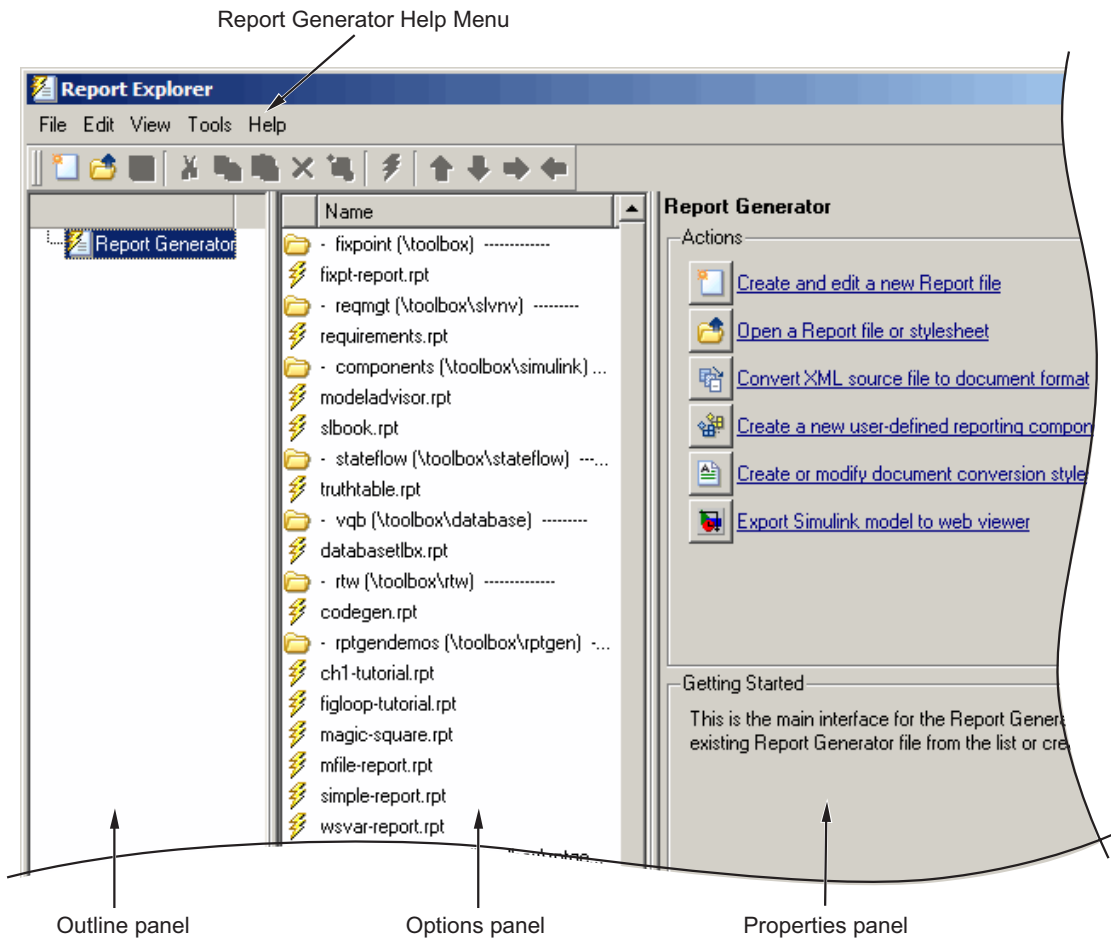 Report Generator Help Menu
Report Explorer
File Edit View Tools Help
Name
Report Generator
- fixpoint (\toolbox) ------------
fixpt-report.rpt
- reqmgt (\toolbox\slvnv) ---------
requirements.rpt
- components (\toolbox\simulink) ...
modeladvisor.rpt
slbook.rpt
- stateflow (\toolbox\stateflow) ---...
truthtable.rpt
- vqb (\toolbox\database) ---------
databasetlbx.rpt
- rtw (\toolbox\rtw) --------------
codegen.rpt
- rptgendemos (\toolbox\rptgen) -...
ch1-tutorial.rpt
figloop-tutorial.rpt
magic-square.rpt
mfile-report.rpt
simple-report.rpt
wsvar-report.rpt
Report Generator
Actions
Create and edit a new Report file
Open a Report file or stylesheet
Convert XML source file to document format
Create a new user-defined reporting compon
Create or modify document conversion style
Export Simulink model to web viewer
Getting Started
This is the main interface for the Report Genera
existing Report Generator file from the list or cre
Outline panel
Options panel
Properties panel